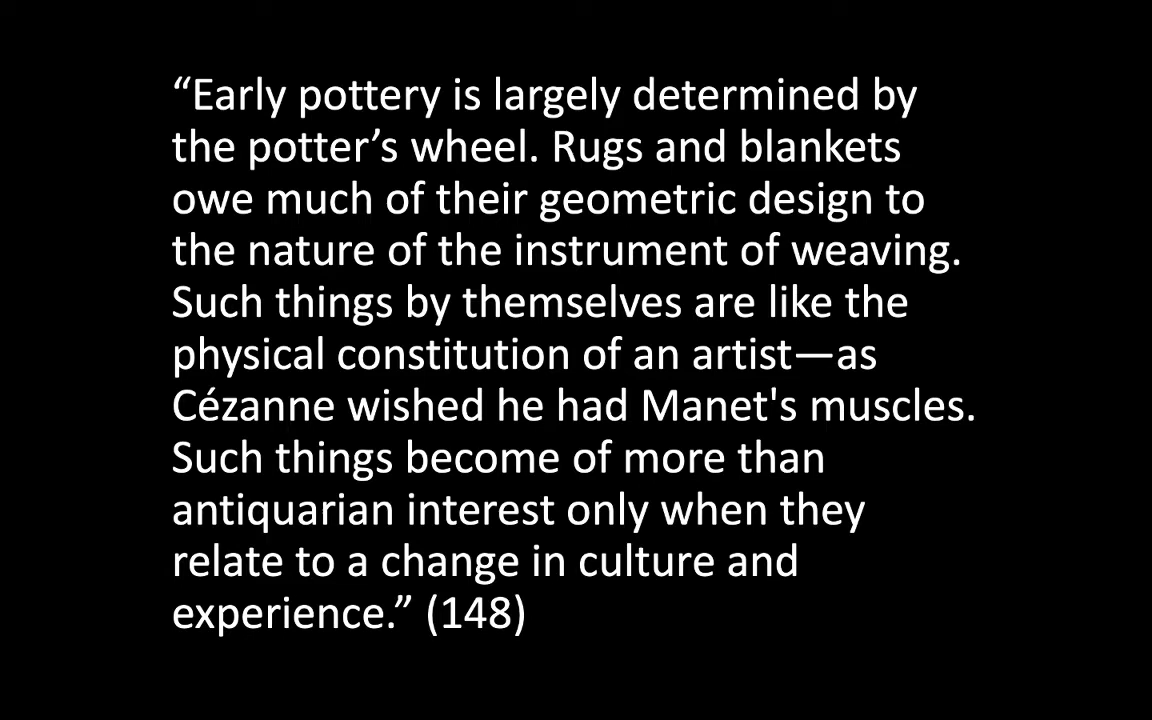 “Early pottery is largely determined by
the potter’s wheel. Rugs and blankets
owe much of their geometric design to
the nature of the instrument of weaving.
Such things by themselves are like the
physical constitution of an artist—as
Cézanne wished he had Manet's muscles.
Such things become of more than
antiquarian interest only when they
relate to a change in culture and
experience.” (148)